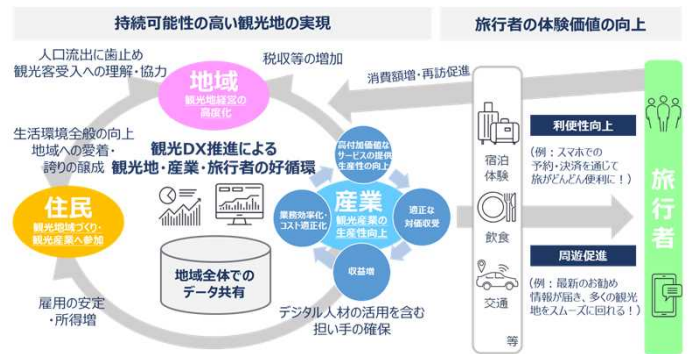 持続可能性の高い観光地の実現
旅行者の体験価値の向上
人口流出に歯止め
観光客受入への理解・協力
税収等の増加
地域
観光地経営の
高度化
消費額増・再訪促進
生活環境全般の向上
地域への愛着・
誇りの醸成
観光DX推進による
観光地・産業・旅行者の好循環
高付加価値な
サービスの提供
生産性の向上
住民
観光地域づくり・
観光産業へ参加
業務効率化・
コスト適正化
産業
観光産業の
生産性向上
適正な
対価収受
収益増
地域全体での
データ共有
雇用の安定
・所得増
デジタル人材の活用を含む
担い手の確保
宿泊
体験
飲食
交通
等
利便性向上
(例：スマホでの
予約・決済を通じて
旅がどんどん便利に！)
周遊促進
(例：最新のお勧め
情報が届き、多くの観光
地をスムーズに回れる！)
旅行者